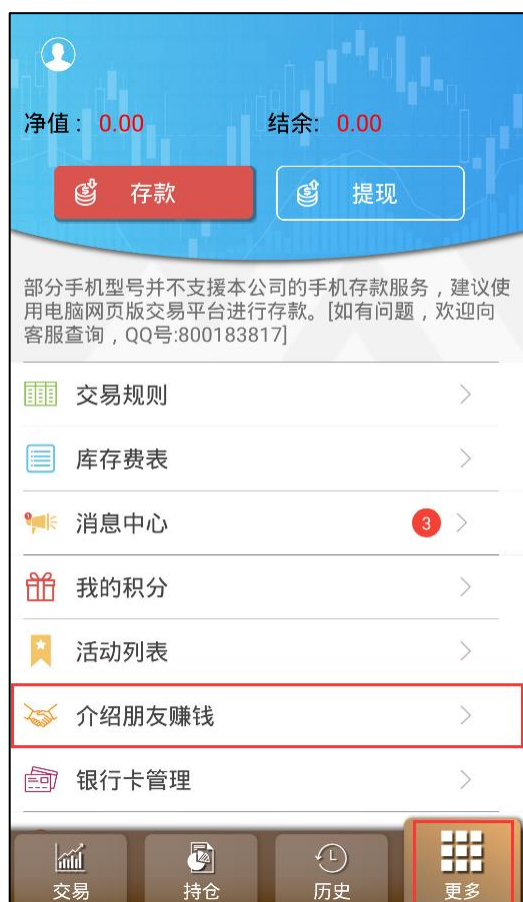 净值: 0.00 结余: 0.00
存款 提现
部分手机型号并不支援本公司的手机存款服务，建议使
用电脑网页版交易平台进行存款。[如有问题，欢迎向
客服查询，QQ号:800183817]
交易规则
库存费表
消息中心 3
我的积分
活动列表
介绍朋友赚钱
银行卡管理
交易 持仓 历史 更多